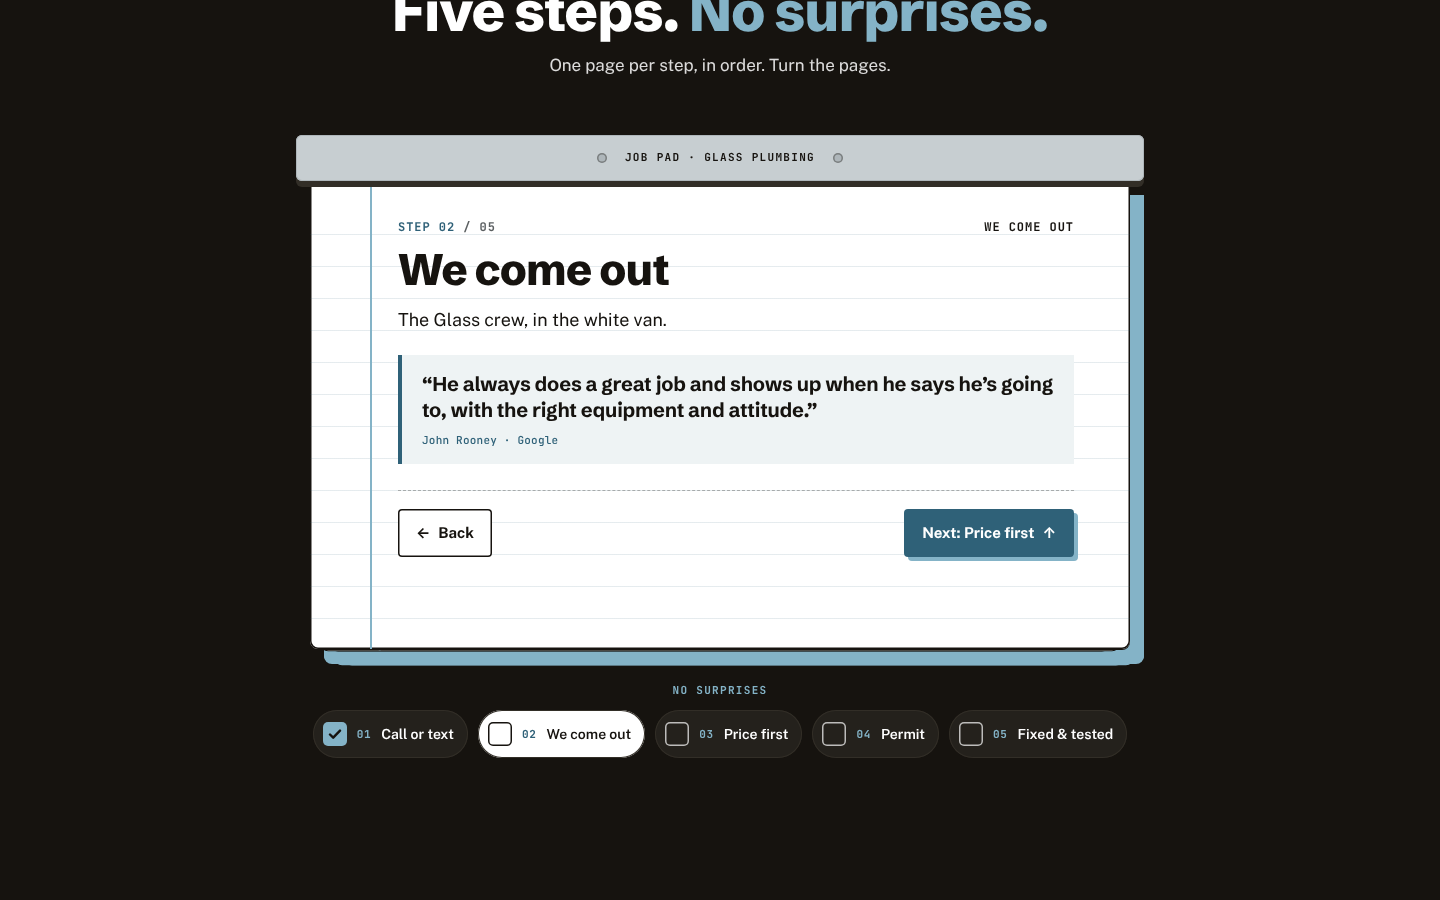 Five steps. No surprises.
One page per step, in order. Turn the pages.
JOB PAD · GLASS PLUMBING
STEP 02 / 05
WE COME OUT
We come out
The Glass crew, in the white van.
“He always does a great job and shows up when he says he’s going
to, with the right equipment and attitude.”
John Rooney · Google
← Back
Next: Price first ↑
NO SURPRISES
01 Call or text
02 We come out
03 Price first
04 Permit
05 Fixed & tested